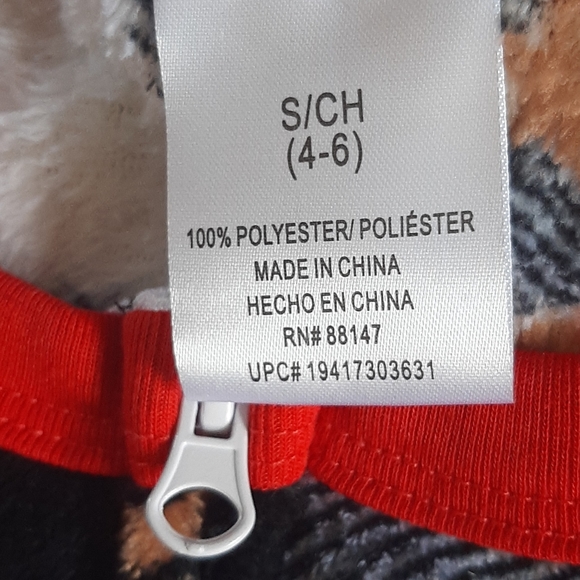 S/CH
(4-6)
100% POLYESTER/ POLIÉSTER
MADE IN CHINA
HECHO EN CHINA
RN# 88147
UPC# 19417303631